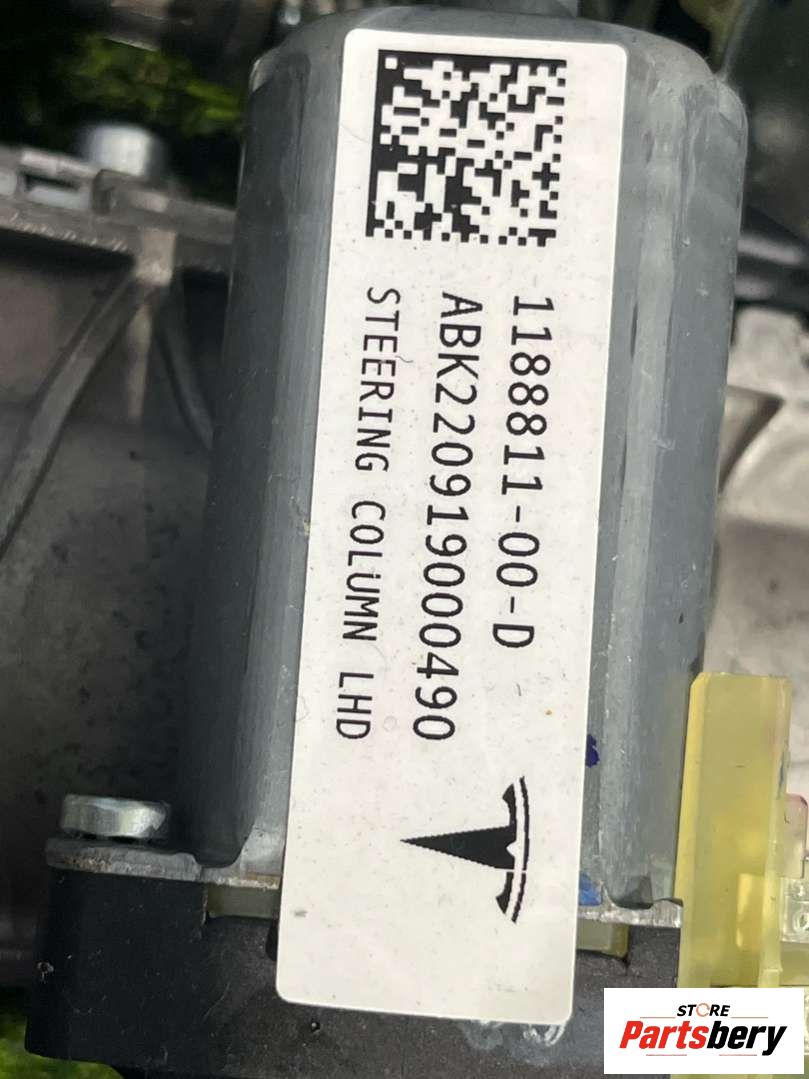 1188811-00-D
ABK220919000490
STEERING COLUMN LHD
STORE
Partsbery